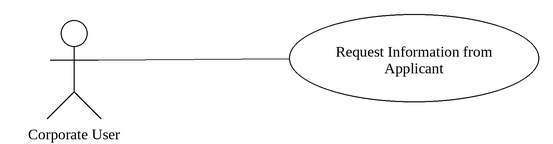 Request Information from
Applicant
Corporate User